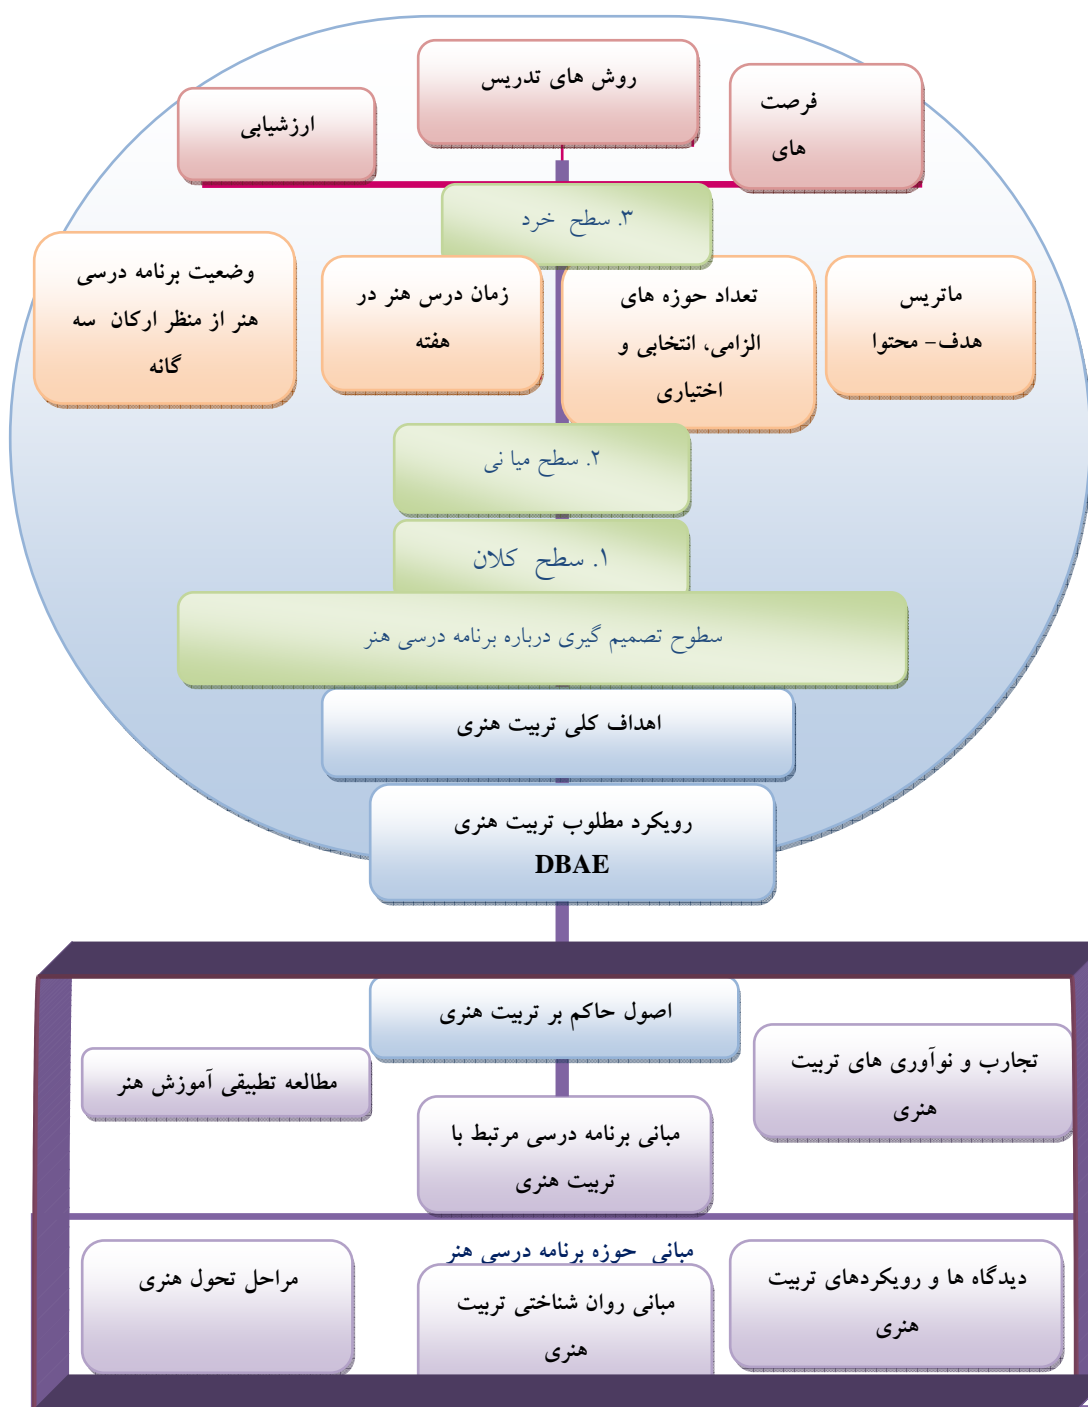 روش های تدریس
فرصت
های
ارزشیابی
۳. سطح خرد
ماتریس
هدف- محتوا
تعداد حوزه های
الزامی، انتخابی و
اختیاری
زمان درس هنر در
هفته
وضعیت برنامه درسی
هنر از منظر ارکان سه
گانه
۲. سطح میا نی
۱. سطح کلان
سطوح تصمیم گیری درباره برنامه درسی هنر
اهداف کلی تربیت هنری
رویکرد مطلوب تربیت هنری
DBAE
اصول حاکم بر تربیت هنری
تجارب و نوآوری های تربیت
هنری
مطالعه تطبیقی آموزش هنر
مبانی برنامه درسی مرتبط با
تربیت هنری
مبانی حوزه برنامه درسی هنر
دیدگاه ها و رویکردهای تربیت
هنری
مبانی روان شناختی تربیت
هنری
مراحل تحول هنری